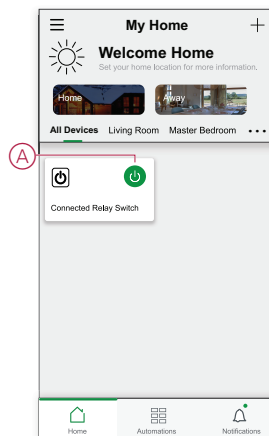 My Home
Welcome Home
Set your home location for more information.
Home Away
All Devices Living Room Master Bedroom ...
A
Connected Relay Switch
Home Automations Notifications